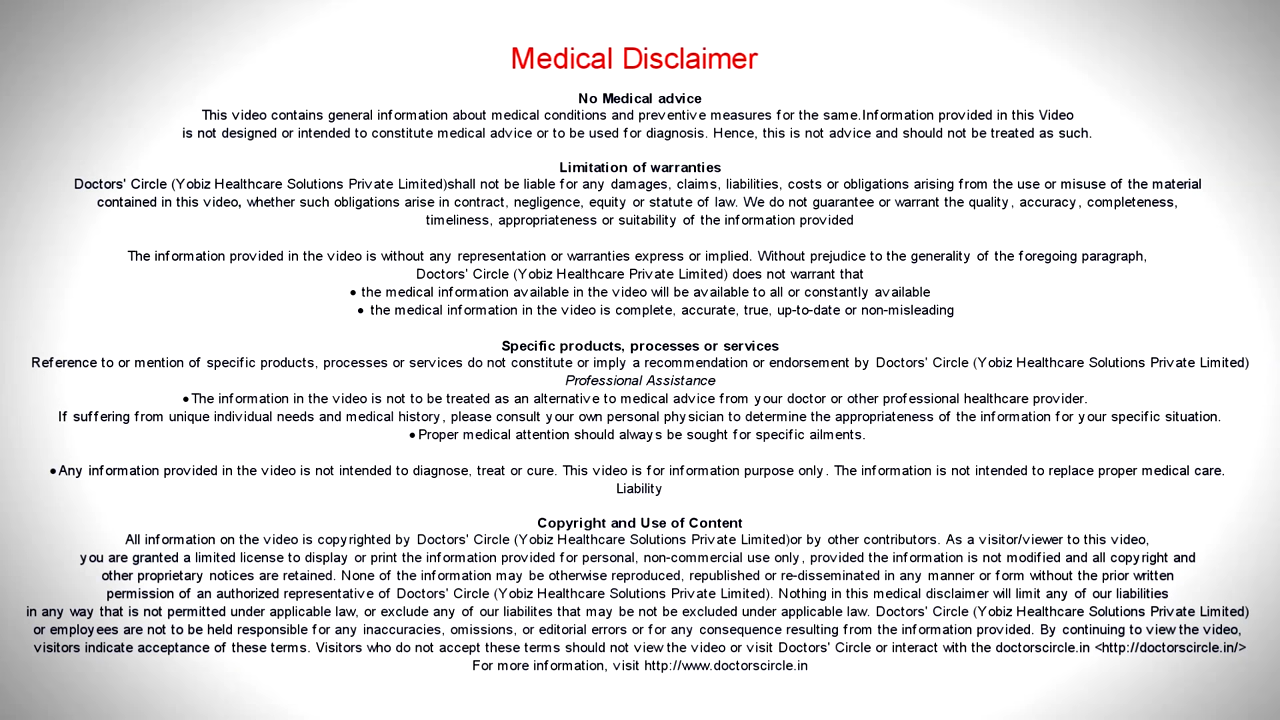 Medical Disclaimer
No Medical advice
This video contains general information about medical conditions and preventive measures for the same.Information provided in this Video
is not designed or intended to constitute medical advice or to be used for diagnosis. Hence, this is not advice and should not be treated as such.
Limitation of warranties
Doctors' Circle (Yobiz Healthcare Solutions Private Limited)shall not be liable for any damages, claims, liabilities, costs or obligations arising from the use or misuse of the material
contained in this video, whether such obligations arise in contract, negligence, equity or statute of law. We do not guarantee or warrant the quality, accuracy, completeness,
timeliness, appropriateness or suitability of the information provided
The information provided in the video is without any representation or warranties express or implied. Without prejudice to the generality of the foregoing paragraph,
Doctors' Circle (Yobiz Healthcare Private Limited) does not warrant that
• the medical information available in the video will be available to all or constantly available
• the medical information in the video is complete, accurate, true, up-to-date or non-misleading
Specific products, processes or services
Reference to or mention of specific products, processes or services do not constitute or imply a recommendation or endorsement by Doctors' Circle (Yobiz Healthcare Solutions Private Limited)
Professional Assistance
•The information in the video is not to be treated as an alternative to medical advice from your doctor or other professional healthcare provider.
If suffering from unique individual needs and medical history, please consult your own personal physician to determine the appropriateness of the information for your specific situation.
•Proper medical attention should always be sought for specific ailments.
•Any information provided in the video is not intended to diagnose, treat or cure. This video is for information purpose only. The information is not intended to replace proper medical care.
Liability
Copyright and Use of Content
All information on the video is copyrighted by Doctors' Circle (Yobiz Healthcare Solutions Private Limited)or by other contributors. As a visitor/viewer to this video,
you are granted a limited license to display or print the information provided for personal, non-commercial use only, provided the information is not modified and all copyright and
other proprietary notices are retained. None of the information may be otherwise reproduced, republished or re-disseminated in any manner or form without the prior written
permission of an authorized representative of Doctors' Circle (Yobiz Healthcare Solutions Private Limited). Nothing in this medical disclaimer will limit any of our liabilities
in any way that is not permitted under applicable law, or exclude any of our liabilites that may be not be excluded under applicable law. Doctors' Circle (Yobiz Healthcare Solutions Private Limited)
or employees are not to be held responsible for any inaccuracies, omissions, or editorial errors or for any consequence resulting from the information provided. By continuing to view the video,
visitors indicate acceptance of these terms. Visitors who do not accept these terms should not view the video or visit Doctors' Circle or interact with the doctorscircle.in <http://doctorscircle.in/>
For more information, visit http://www.doctorscircle.in